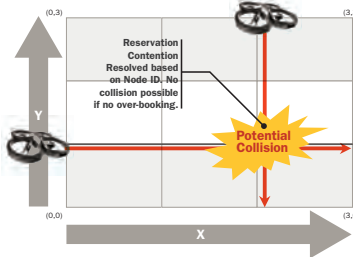 (0,3)
(3,
Reservation
Contention
Resolved based
on Node ID. No
collision possible
if no over-booking.
Y
Potential
Collision
(0,0)
(3,
X